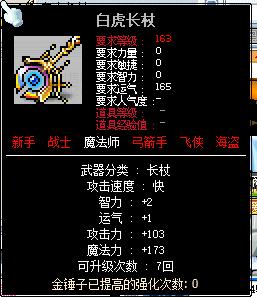 白虎长杖
要求等级： 163
要求力量： 0
要求敏捷： 0
要求智力： 0
要求运气： 165
要求人气度 –
道具等级： –
道具经验值： –
新手 战士 魔法师 弓箭手 飞侠 海盗
武器分类 : 长杖
攻击速度 : 快
智力 : +2
运气 : +1
攻击力 : +103
魔法力 : +173
可升级次数 : 7回
金锤子已提高的强化次数: 0